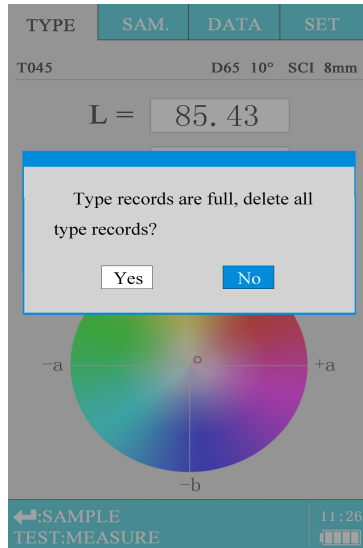 TYPE SAM. DATA SET
T045 D65 10° SCI 8mm
L = 85.43
Type records are full, delete all
type records?
Yes No
-a +a
-b
:SAMPLE 11:26
TEST:MEASURE